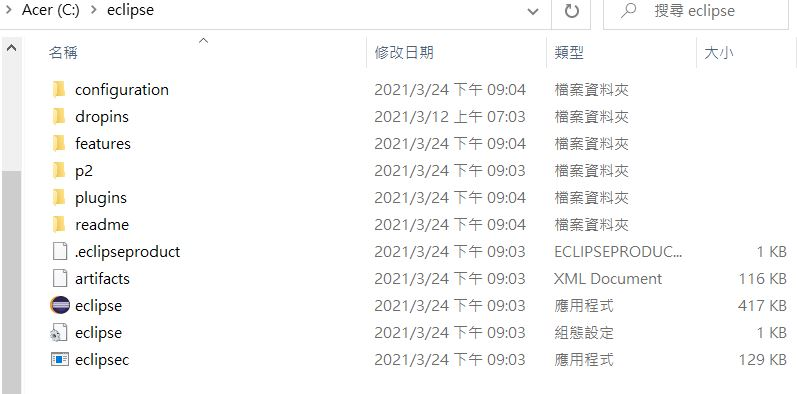 Acer (C:) eclipse 搜尋 eclipse
名稱 修改日期 類型 大小
configuration 2021/3/24 下午 09:04 檔案資料夾
dropins 2021/3/12 上午 07:03 檔案資料夾
features 2021/3/24 下午 09:04 檔案資料夾
p2 2021/3/24 下午 09:03 檔案資料夾
plugins 2021/3/24 下午 09:04 檔案資料夾
readme 2021/3/24 下午 09:04 檔案資料夾
.eclipseproduct 2021/3/24 下午 09:03 ECLIPSEPRODUC... 1 KB
artifacts 2021/3/24 下午 09:03 XML Document 116 KB
eclipse 2021/3/24 下午 09:03 應用程式 417 KB
eclipse 2021/3/24 下午 09:03 組態設定 1 KB
eclipsec 2021/3/24 下午 09:03 應用程式 129 KB